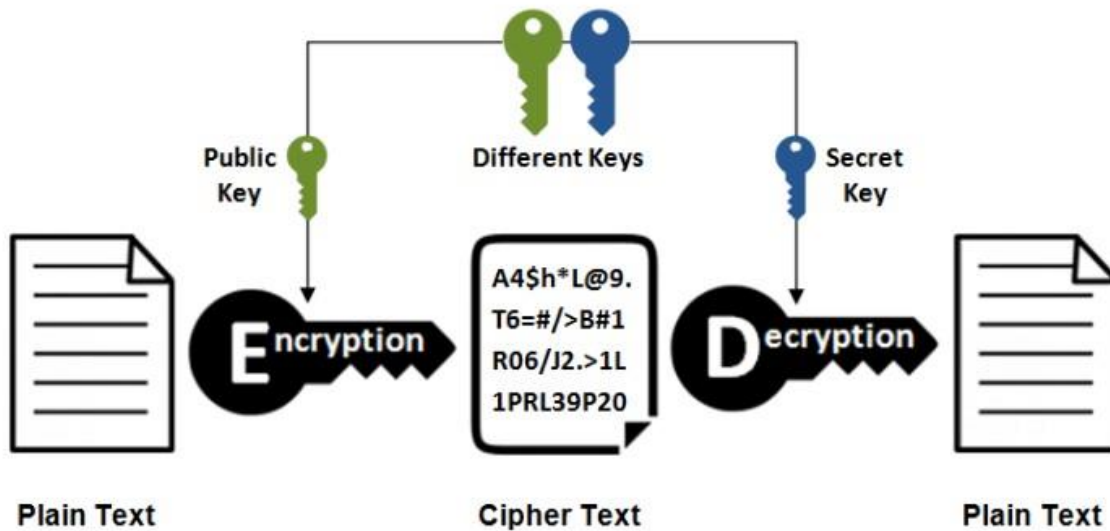 Public
Key
Different Keys
Secret
Key
Encryption
A4$h*L@9.
T6=#/>B#1
R06/J2.>1L
1PRL39P20
Decryption
Plain Text
Cipher Text
Plain Text